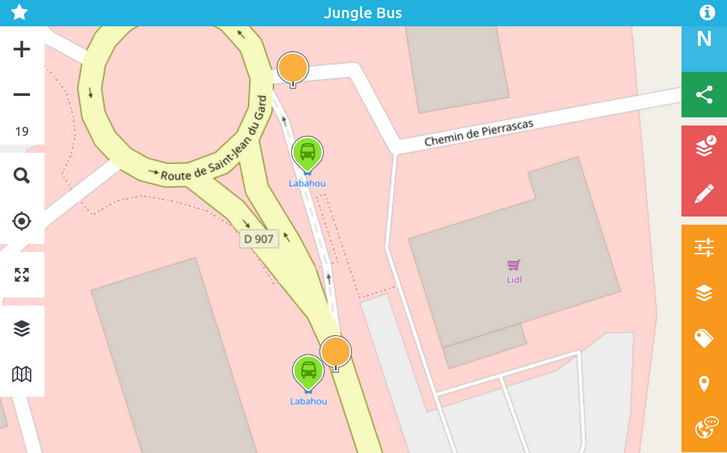 Jungle Bus
N
19
Chemin de Pierrascas
Route de Saint-Jean du Gard
Labahou
D 907
Lidl
Labahou